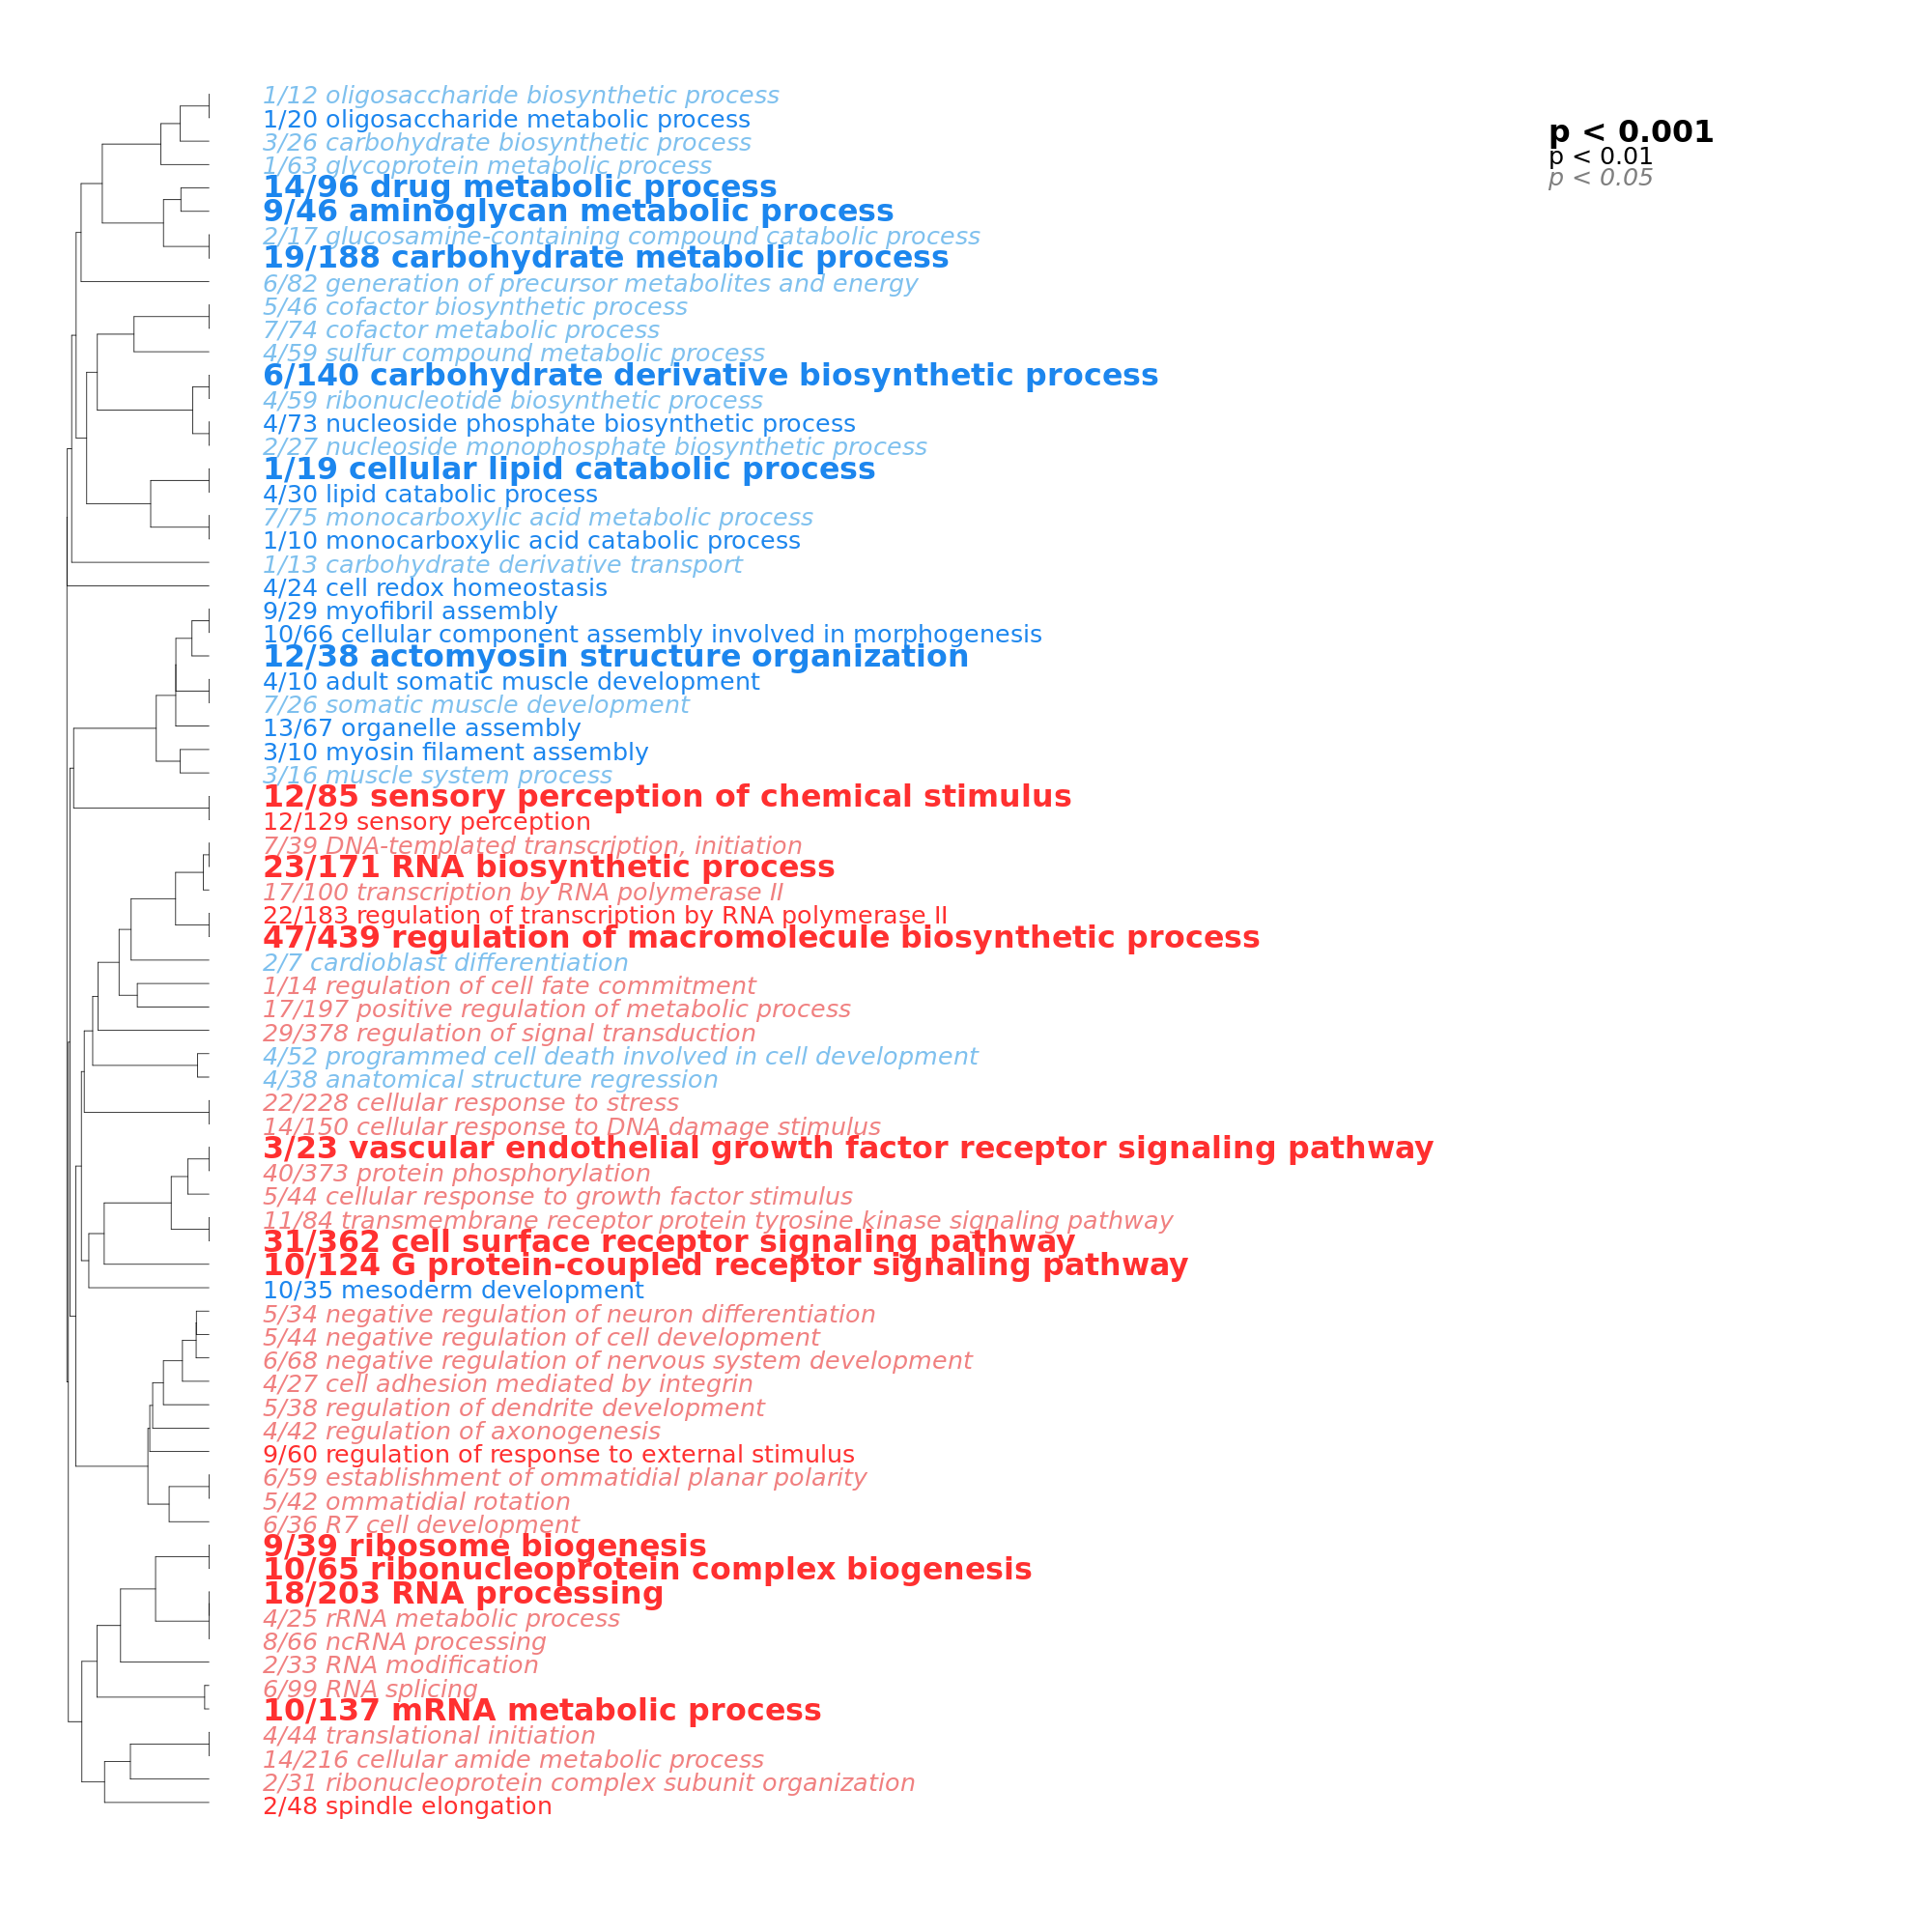 1/12 oligosaccharide biosynthetic process
1/20 oligosaccharide metabolic process
3/26 carbohydrate biosynthetic process
1/63 glycoprotein metabolic process
14/96 drug metabolic process
9/46 aminoglycan metabolic process
2/17 glucosamine-containing compound catabolic process
19/188 carbohydrate metabolic process
6/82 generation of precursor metabolites and energy
5/46 cofactor biosynthetic process
7/74 cofactor metabolic process
4/59 sulfur compound metabolic process
6/140 carbohydrate derivative biosynthetic process
4/59 ribonucleotide biosynthetic process
4/73 nucleoside phosphate biosynthetic process
2/27 nucleoside monophosphate biosynthetic process
1/19 cellular lipid catabolic process
4/30 lipid catabolic process
7/75 monocarboxylic acid metabolic process
1/10 monocarboxylic acid catabolic process
1/13 carbohydrate derivative transport
4/24 cell redox homeostasis
9/29 myofibril assembly
10/66 cellular component assembly involved in morphogenesis
12/38 actomyosin structure organization
4/10 adult somatic muscle development
7/26 somatic muscle development
13/67 organelle assembly
3/10 myosin filament assembly
3/16 muscle system process
12/85 sensory perception of chemical stimulus
12/129 sensory perception
7/39 DNA-templated transcription, initiation
23/171 RNA biosynthetic process
17/100 transcription by RNA polymerase II
22/183 regulation of transcription by RNA polymerase II
47/439 regulation of macromolecule biosynthetic process
2/7 cardioblast differentiation
1/14 regulation of cell fate commitment
17/197 positive regulation of metabolic process
29/378 regulation of signal transduction
4/52 programmed cell death involved in cell development
4/38 anatomical structure regression
22/228 cellular response to stress
14/150 cellular response to DNA damage stimulus
3/23 vascular endothelial growth factor receptor signaling pathway
40/373 protein phosphorylation
5/44 cellular response to growth factor stimulus
11/84 transmembrane receptor protein tyrosine kinase signaling pathway
31/362 cell surface receptor signaling pathway
10/124 G protein-coupled receptor signaling pathway
10/35 mesoderm development
5/34 negative regulation of neuron differentiation
5/44 negative regulation of cell development
6/68 negative regulation of nervous system development
4/27 cell adhesion mediated by integrin
5/38 regulation of dendrite development
4/42 regulation of axonogenesis
9/60 regulation of response to external stimulus
6/59 establishment of ommatidial planar polarity
5/42 ommatidial rotation
6/36 R7 cell development
9/39 ribosome biogenesis
10/65 ribonucleoprotein complex biogenesis
18/203 RNA processing
4/25 rRNA metabolic process
8/66 ncRNA processing
2/33 RNA modification
6/99 RNA splicing
10/137 mRNA metabolic process
4/44 translational initiation
14/216 cellular amide metabolic process
2/31 ribonucleoprotein complex subunit organization
2/48 spindle elongation
p < 0.001
p < 0.01
p < 0.05